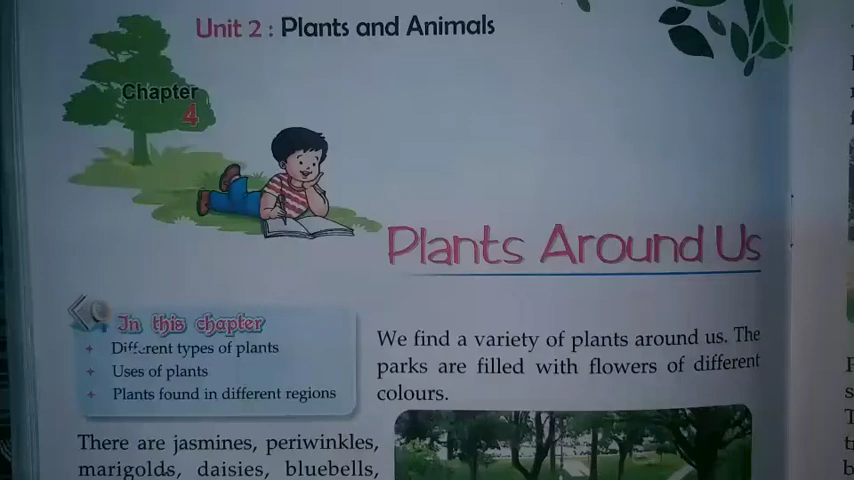 Unit 2 : Plants and Animals
Chapter
4
Plants Around Us
In this chapter
+ Different types of plants
+ Uses of plants
+ Plants found in different regions
There are jasmines, periwinkles,
marigolds, daisies, bluebells,
We find a variety of plants around us. The
parks are filled with flowers of different
colours.